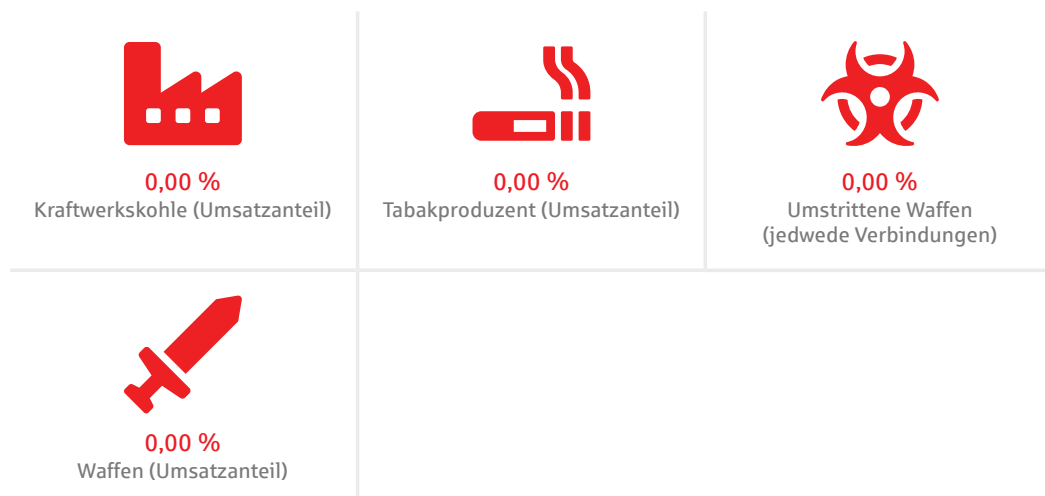 0,00 %
Kraftwerkskohle (Umsatzanteil)
0,00 %
Tabakproduzent (Umsatzanteil)
0,00 %
Umstrittene Waffen
(jedwede Verbindungen)
0,00 %
Waffen (Umsatzanteil)